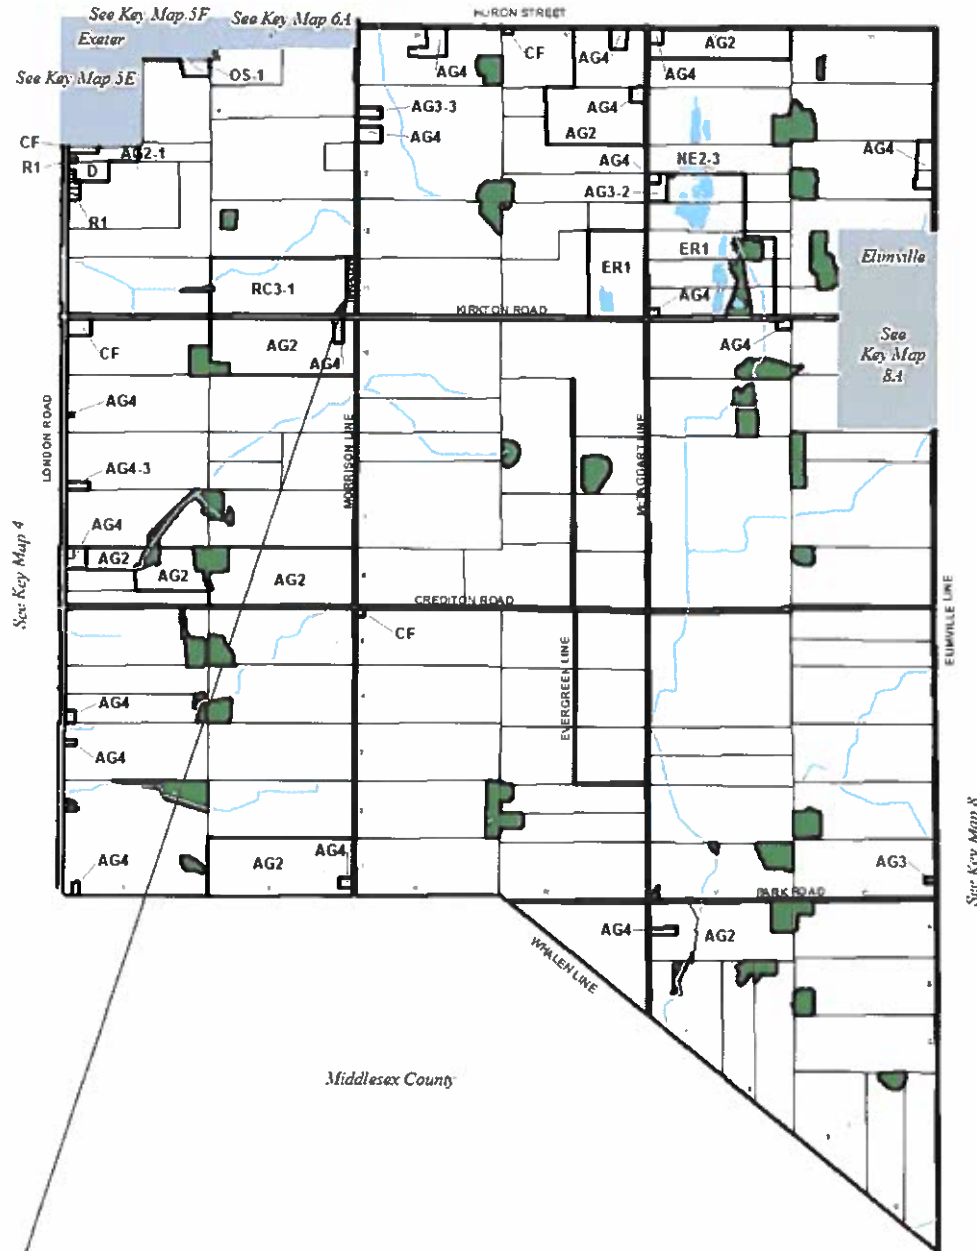 HURON STREET
See Key Map 5F
See Key Map 6A
Exeter
AG2
CF
AG4
AG4
OS-1
AG4
See Key Map 5E
AG3-3
AG4
AG4
AG2
CF
AG2-1
AG4
NE2-3
AG4
R1
D
AG3-2
R1
ER1
ER1
Elimville
RC3-1
AG4
KIRKTON ROAD
CF
AG2
AG4
AG4
See
Key Map
8A
LONDON ROAD
AG4
MORRISON LINE
MCTAGGART LINE
AG4-3
AG4
See Key Map 4
AG2
AG2
AG2
CREDITON ROAD
CF
ELIMVILLE LINE
EVERGREEN LINE
AG4
AG4
See Key Map 8
AG4
AG2
AG4
AG3
PARK ROAD
AG4
AG2
WHALEN LINE
Middlesex County